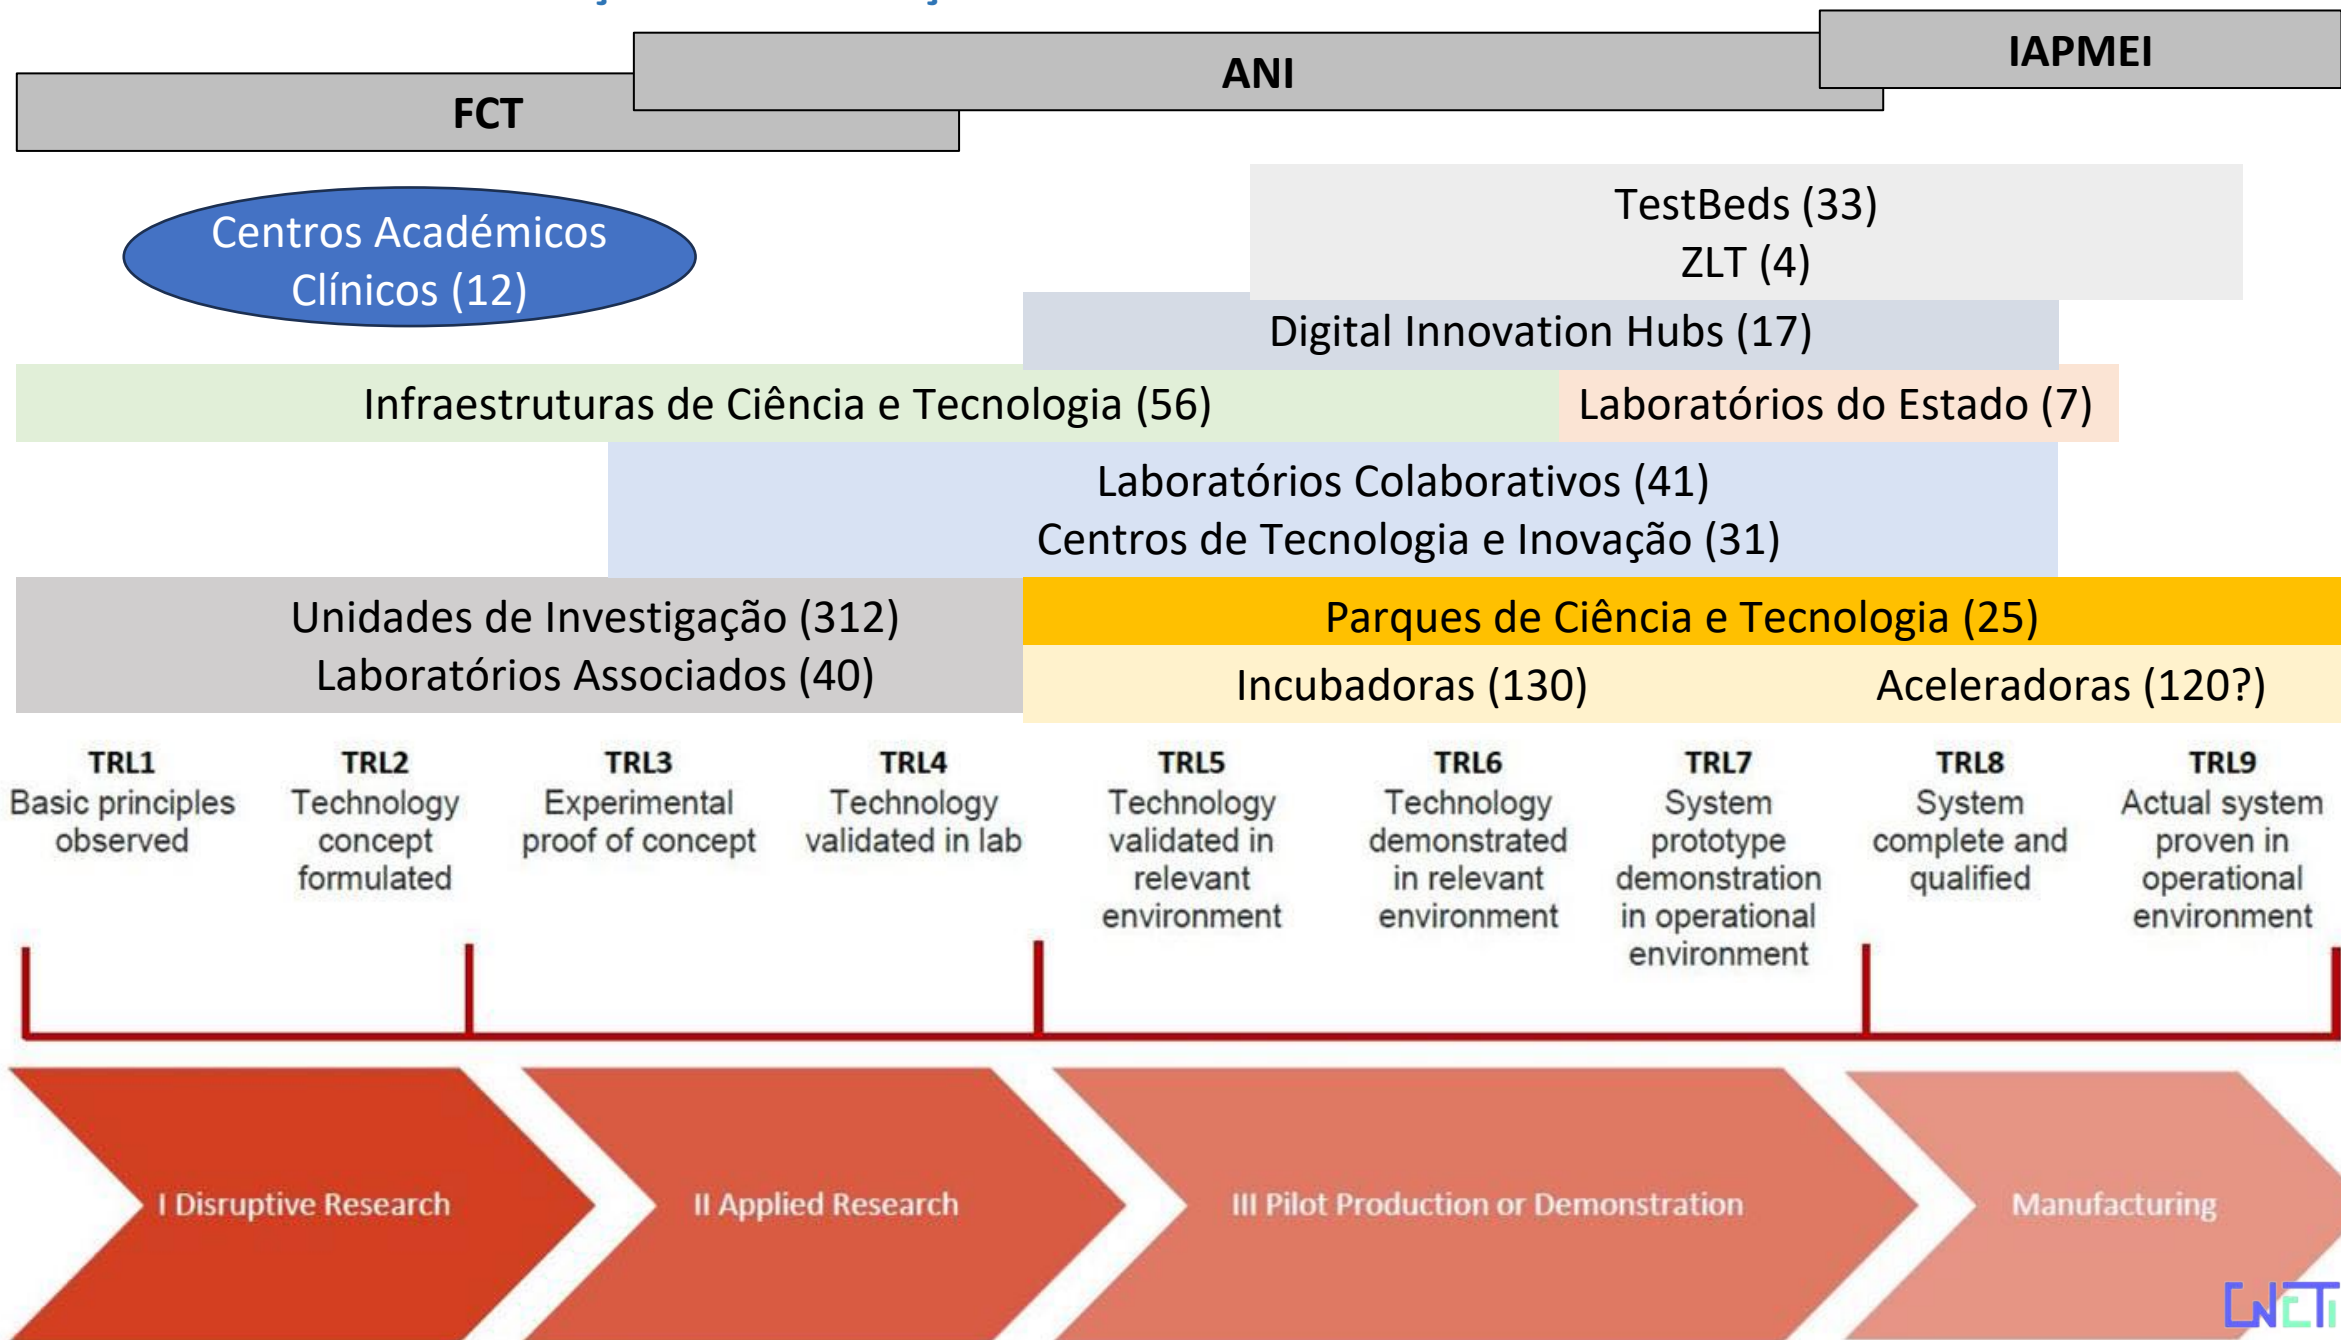 FCT
ANI
IAPMEI
Centros Académicos
Clínicos (12)
TestBeds (33)
ZLT (4)
Digital Innovation Hubs (17)
Infraestruturas de Ciência e Tecnologia (56)
Laboratórios do Estado (7)
Laboratórios Colaborativos (41)
Centros de Tecnologia e Inovação (31)
Unidades de Investigação (312)
Laboratórios Associados (40)
Parques de Ciência e Tecnologia (25)
Incubadoras (130)
Aceleradoras (120?)
TRL1
Basic principles
observed
TRL2
Technology
concept
formulated
TRL3
Experimental
proof of concept
TRL4
Technology
validated in lab
TRL5
Technology
validated in
relevant
environment
TRL6
Technology
demonstrated
in relevant
environment
TRL7
System
prototype
demonstration
in operational
environment
TRL8
System
complete and
qualified
TRL9
Actual system
proven in
operational
environment
I Disruptive Research
II Applied Research
III Pilot Production or Demonstration
Manufacturing
CNCTI